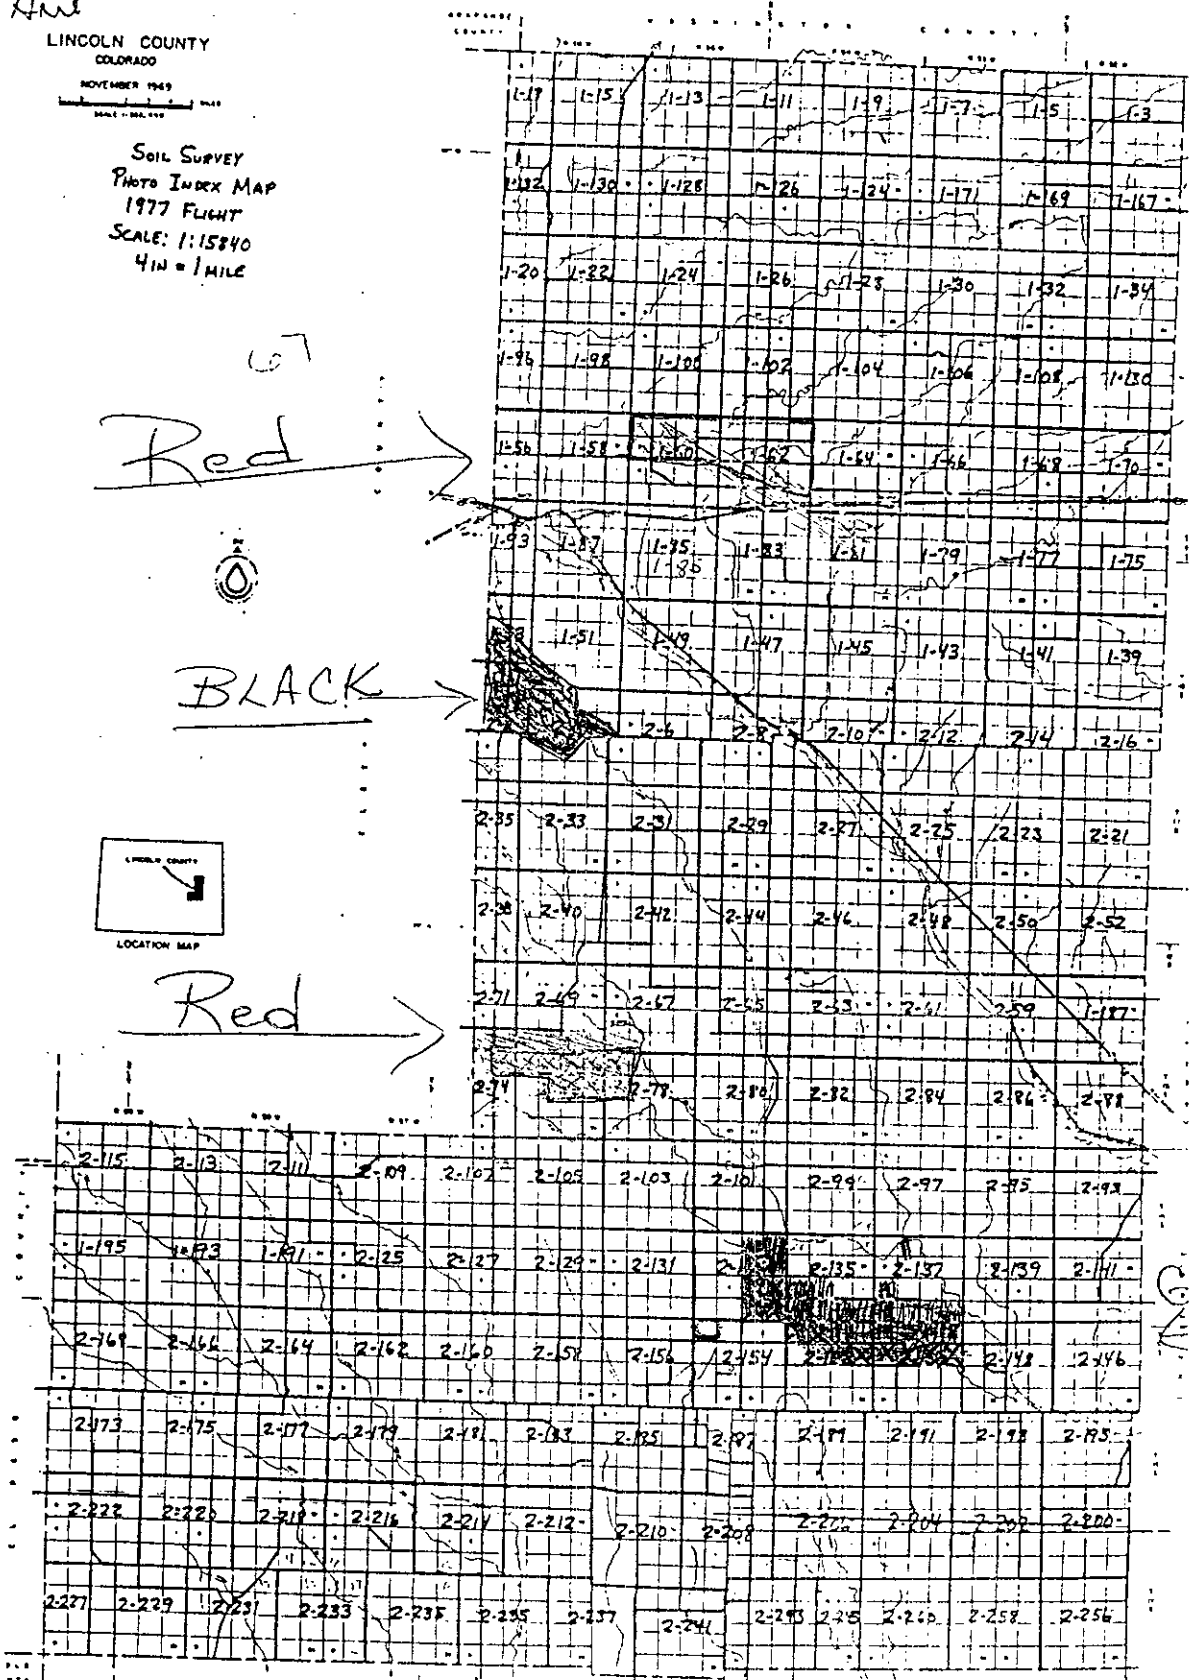 LINCOLN COUNTY
COLORADO
NOVEMBER 1949
SOIL SURVEY
PHOTO INDEX MAP
1977 FLIGHT
SCALE: 1:15840
4 IN = 1 MILE
COUNTY
1-15 1-13 1-11 1-9 1-7 1-5 1-3
1-132 1-130 1-128 1-126 1-124 1-171 1-169 1-167
1-20 1-22 1-24 1-26 1-28 1-30 1-32 1-34
1-96 1-98 1-100 1-102 1-104 1-106 1-108 1-130
Red
1-56 1-58 1-60 1-62 1-64 1-66 1-68 1-70
1-93 1-87 1-85 1-83 1-81 1-79 1-77 1-75
1-85
1-51 1-49 1-47 1-45 1-43 1-41 1-39
BLACK
2-6 2-8 2-10 2-12 2-14 2-16
2-35 2-33 2-31 2-29 2-27 2-25 2-23 2-21
LINCOLN COUNTY
LOCATION MAP
2-38 2-40 2-42 2-44 2-46 2-48 2-50 2-52
Red
2-71 2-69 2-67 2-65 2-63 2-61 2-59 1-187
2-74 2-78 2-80 2-82 2-84 2-86 2-88
2-115 2-113 2-111 2-109 2-107 2-105 2-103 2-101 2-99 2-97 2-95 2-93
1-195 1-193 1-191 2-125 2-127 2-129 2-131 2-135 2-137 2-139 2-141
2-168 2-166 2-164 2-162 2-160 2-158 2-156 2-154 2-148 2-146
2-173 2-175 2-177 2-179 2-181 2-183 2-185 2-187 2-189 2-191 2-193 2-195
2-222 2-220 2-218 2-216 2-214 2-212 2-210 2-208 2-204 2-202 2-200
2-227 2-229 2-231 2-233 2-235 2-235 2-237 2-241 2-243 2-260 2-258 2-256